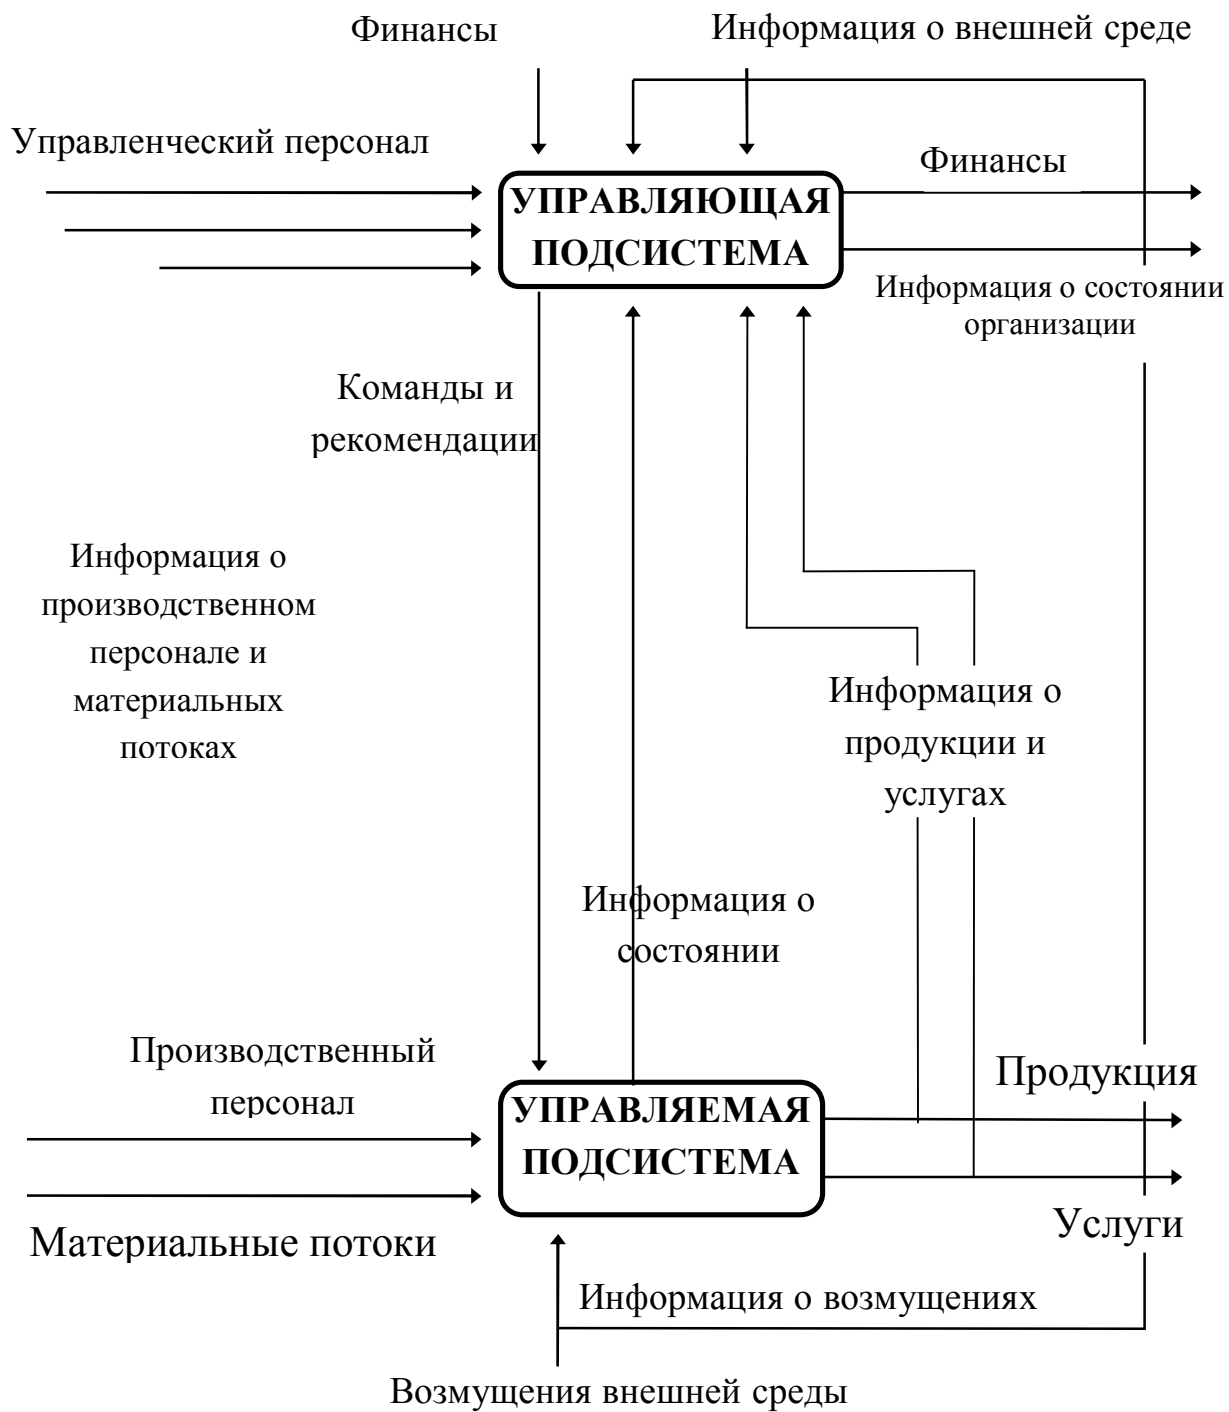 Финансы
Информация о внешней среде
Управленческий персонал
Финансы
УПРАВЛЯЮЩАЯ
ПОДСИСТЕМА
Информация о состоянии
организации
Команды и
рекомендации
Информация о
производственном
персонале и
материальных
потоках
Информация о
продукции и
услугах
Информация о
состоянии
Производственный
персонал
Продукция
УПРАВЛЯЕМАЯ
ПОДСИСТЕМА
Материальные потоки
Услуги
Информация о возмущениях
Возмущения внешней среды